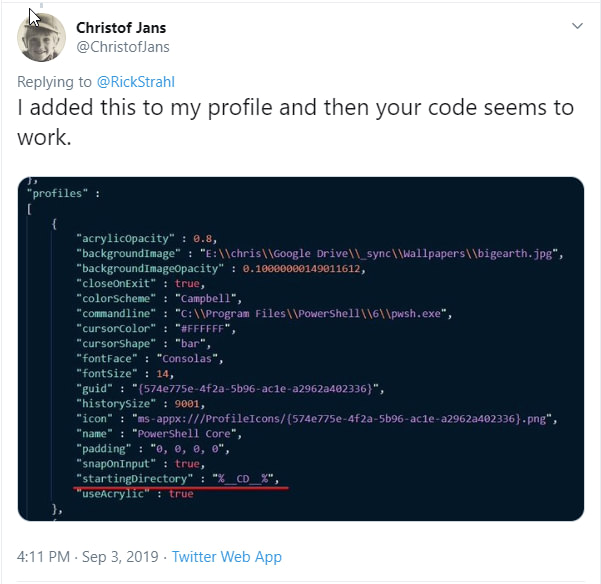 Christof Jans
@ChristofJans
Replying to @RickStrahl
I added this to my profile and then your code seems to
work.
},
"profiles" :
[
{
"acrylicOpacity" : 0.8,
"backgroundImage" : "E:\\chris\\Google Drive\\_sync\\Wallpapers\\bigearth.jpg",
"backgroundImageOpacity" : 0.10000000149011612,
"closeOnExit" : true,
"colorScheme" : "Campbell",
"commandline" : "C:\\Program Files\\PowerShell\\6\\pwsh.exe",
"cursorColor" : "#FFFFFF",
"cursorShape" : "bar",
"fontFace" : "Consolas",
"fontSize" : 14,
"guid" : "{574e775e-4f2a-5b96-ac1e-a2962a402336}",
"historySize" : 9001,
"icon" : "ms-appx:///ProfileIcons/{574e775e-4f2a-5b96-ac1e-a2962a402336}.png",
"name" : "PowerShell Core",
"padding" : "0, 0, 0, 0",
"snapOnInput" : true,
"startingDirectory" : "%__CD__%",
"useAcrylic" : true
},
4:11 PM · Sep 3, 2019 · Twitter Web App